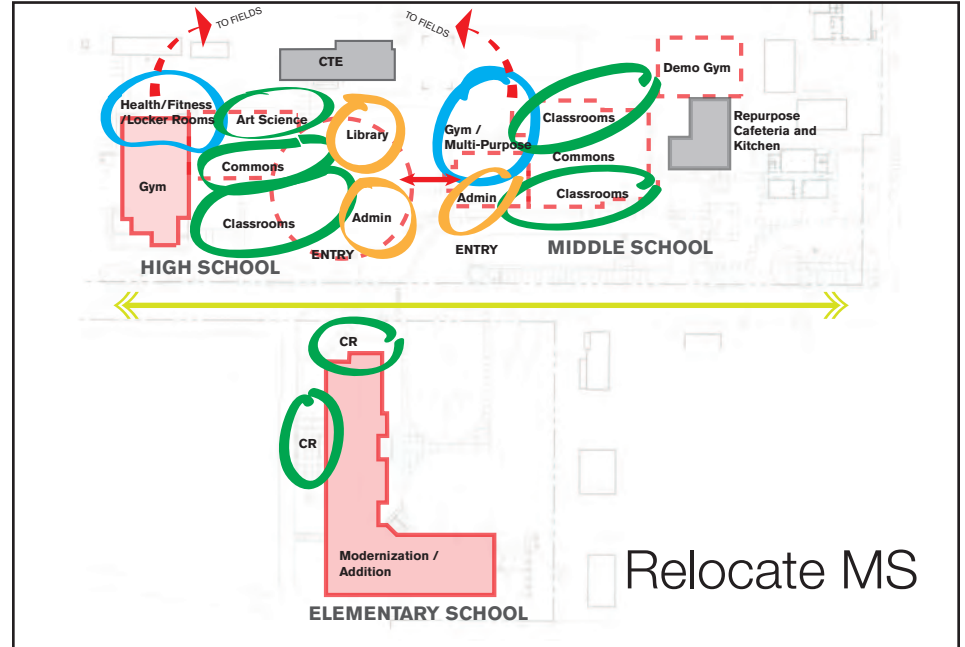 TO FIELDS
TO FIELDS
CTE
Demo Gym
Health/Fitness
/Locker Rooms
Art Science
Library
Gym /
Multi-Purpose
Classrooms
Repurpose
Cafeteria and
Kitchen
Commons
Commons
Gym
Classrooms
Admin
Admin
Classrooms
ENTRY
ENTRY
MIDDLE SCHOOL
HIGH SCHOOL
CR
CR
Modernization /
Addition
Relocate MS
ELEMENTARY SCHOOL